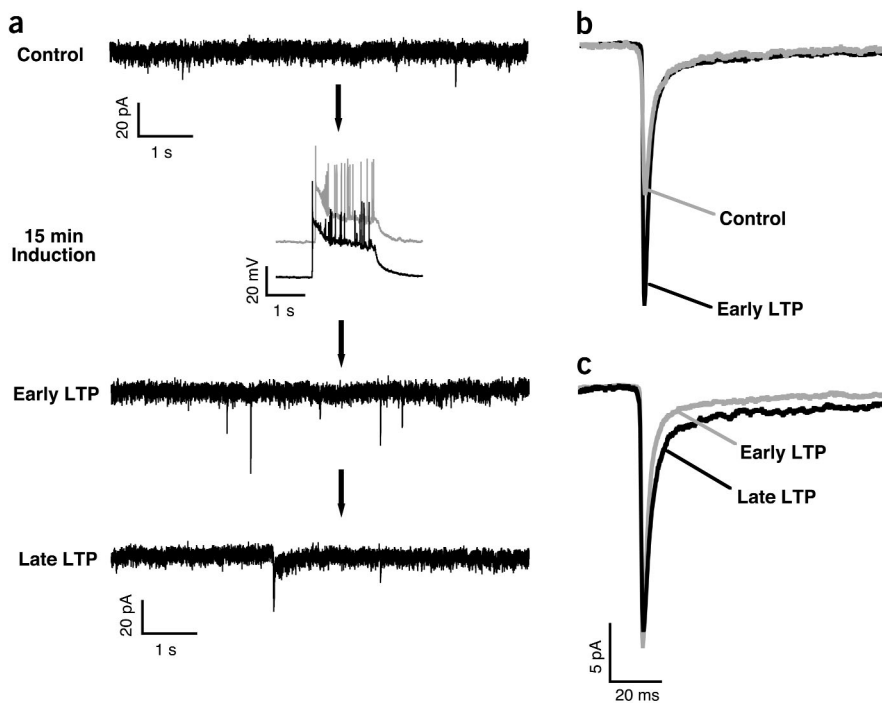 a
Control
20 pA
1 s
15 min
Induction
20 mV
1 s
Early LTP
Late LTP
20 pA
1 s
b
Control
Early LTP
c
Early LTP
Late LTP
5 pA
20 ms